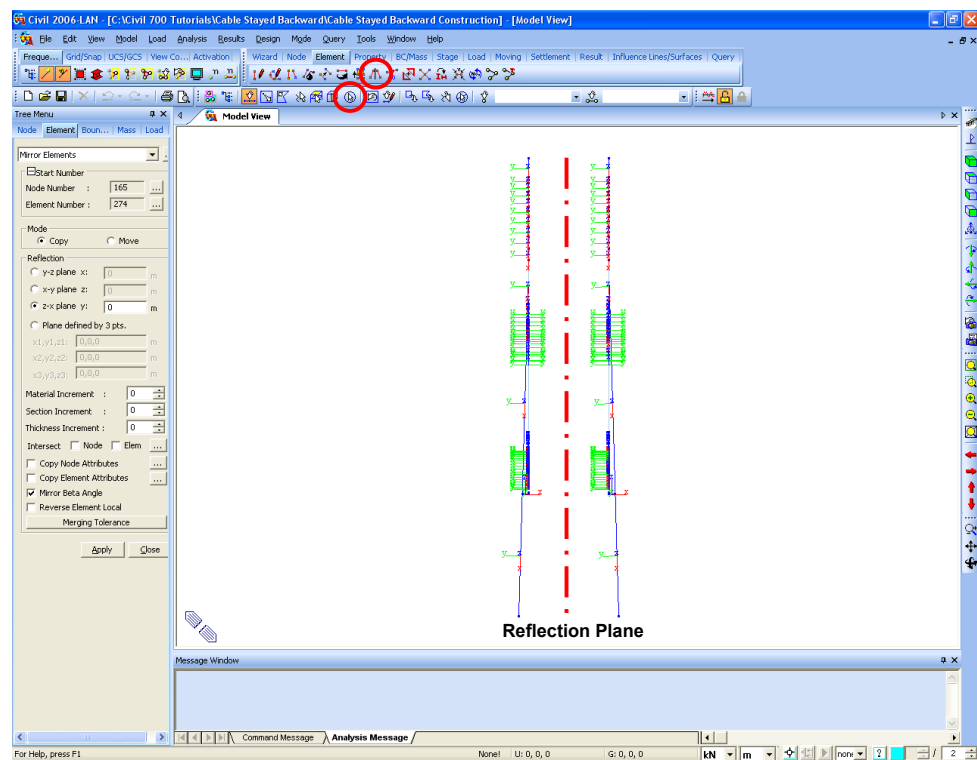 Civil 2006-LAN - [C:\Civil 700 Tutorials\Cable Stayed Backward\Cable Stayed Backward Construction] - [Model View]
File Edit View Model Load Analysis Results Design Mode Query Tools Window Help
Freque... Grid/Snap UCS/GCS View Co... Activation Wizard Node Element Property BC/Mass Stage Load Moving Settlement Result Influence Lines/Surfaces Query
Tree Menu
Model View
Node Element Boun... Mass Load
Mirror Elements
Start Number
Node Number : 165 ...
Element Number : 274 ...
Mode
Copy Move
Reflection
y-z plane x: 0 m
x-y plane z: 0 m
z-x plane y: 0 m
Plane defined by 3 pts.
x1,y1,z1: 0,0,0 m
x2,y2,z2: 0,0,0 m
x3,y3,z3: 0,0,0 m
Material Increment : 0
Section Increment : 0
Thickness Increment : 0
Intersect Node Elem ...
Copy Node Attributes ...
Copy Element Attributes ...
Mirror Beta Angle
Reverse Element Local
Merging Tolerance
Apply Close
Reflection Plane
Message Window
Command Message Analysis Message
For Help, press F1 None! U: 0, 0, 0 G: 0, 0, 0 kN m none / 2